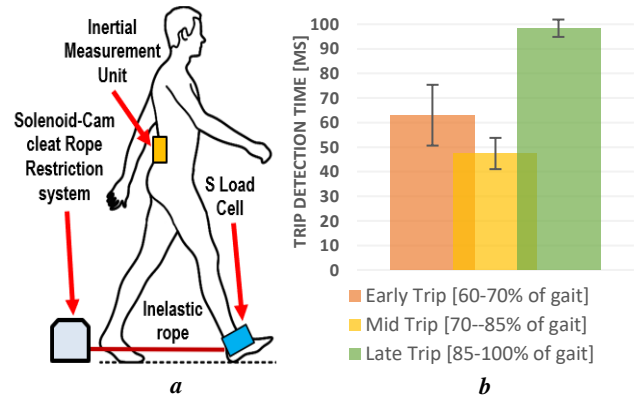 Inertial
Measurement
Unit
Solenoid-Cam
cleat Rope
Restriction
system
S Load
Cell
Inelastic
rope
a
TRIP DETECTION TIME [MS]
100
90
80
70
60
50
40
30
20
10
0
Early Trip [60-70% of gait]
Mid Trip [70--85% of gait]
Late Trip [85-100% of gait]
b